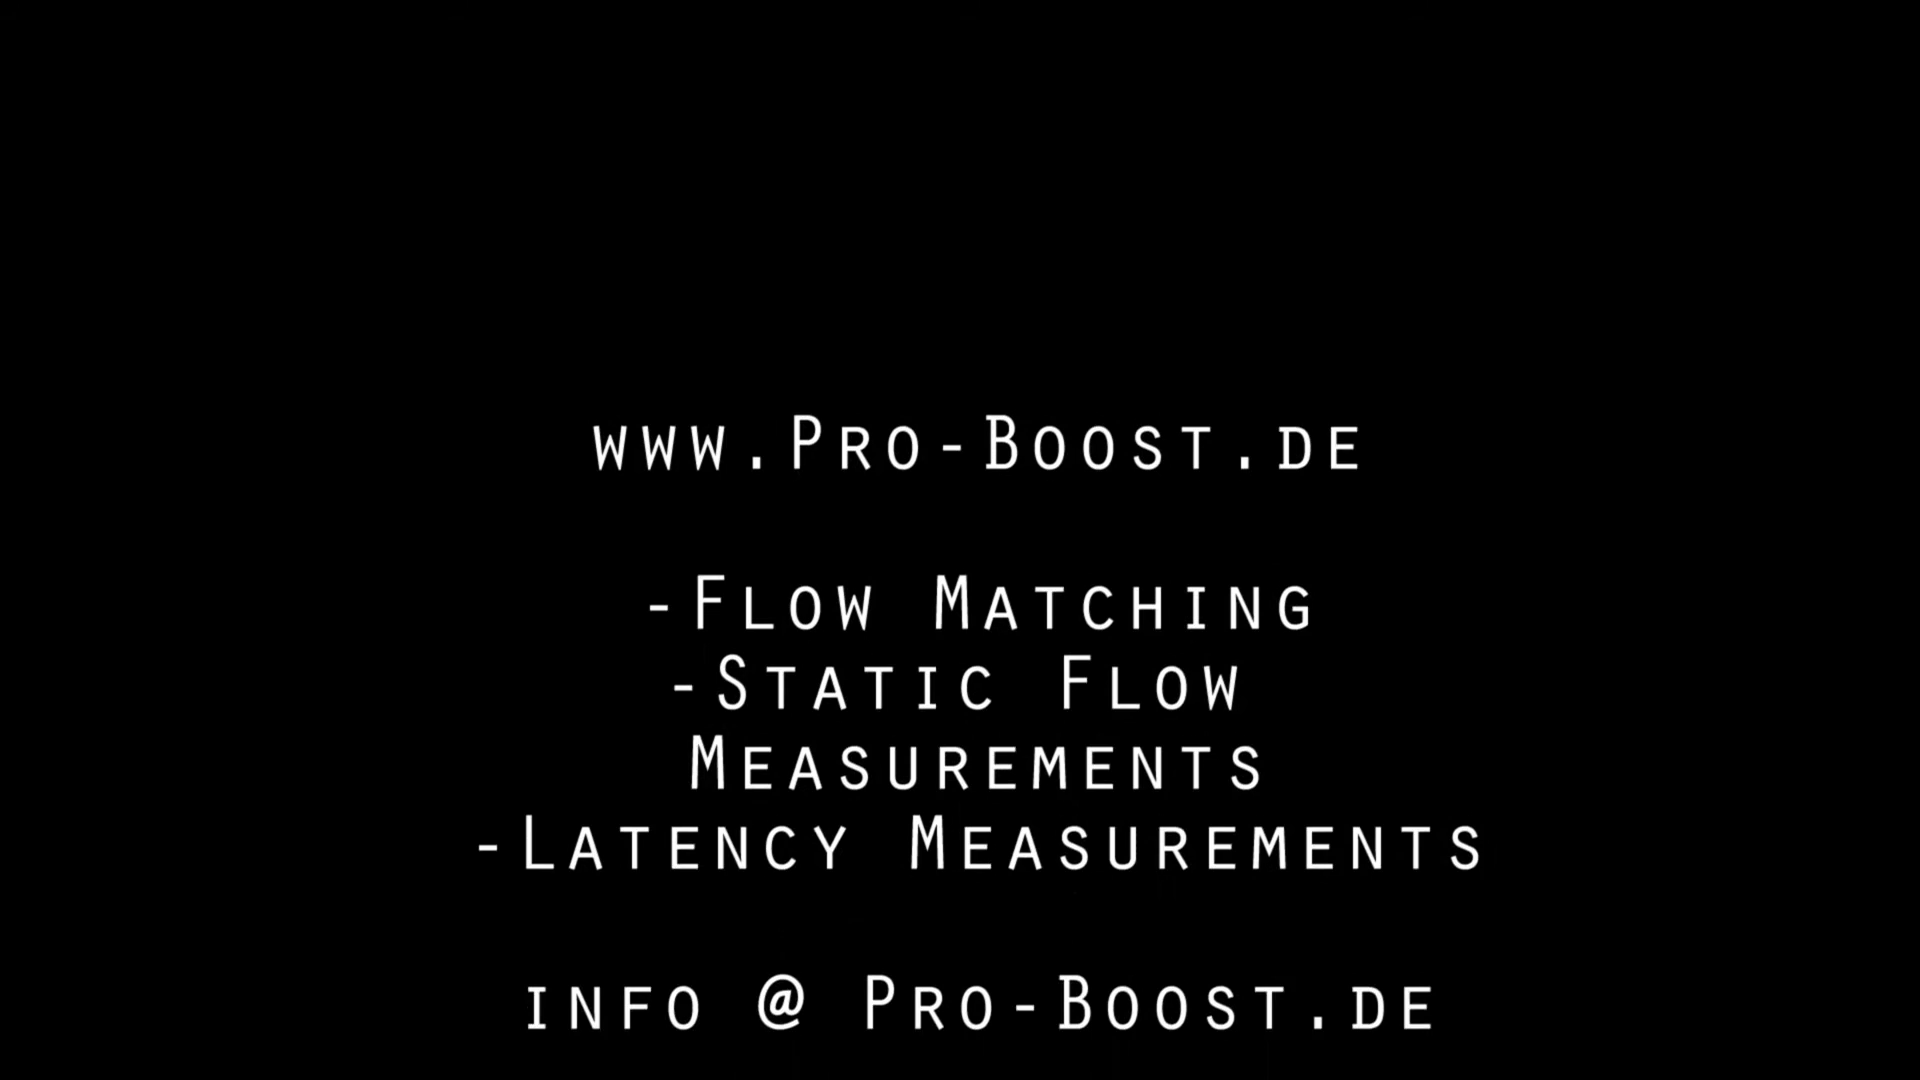 www.Pro-Boost.de
-Flow Matching
-Static Flow
Measurements
-Latency Measurements
info @ Pro-Boost.de